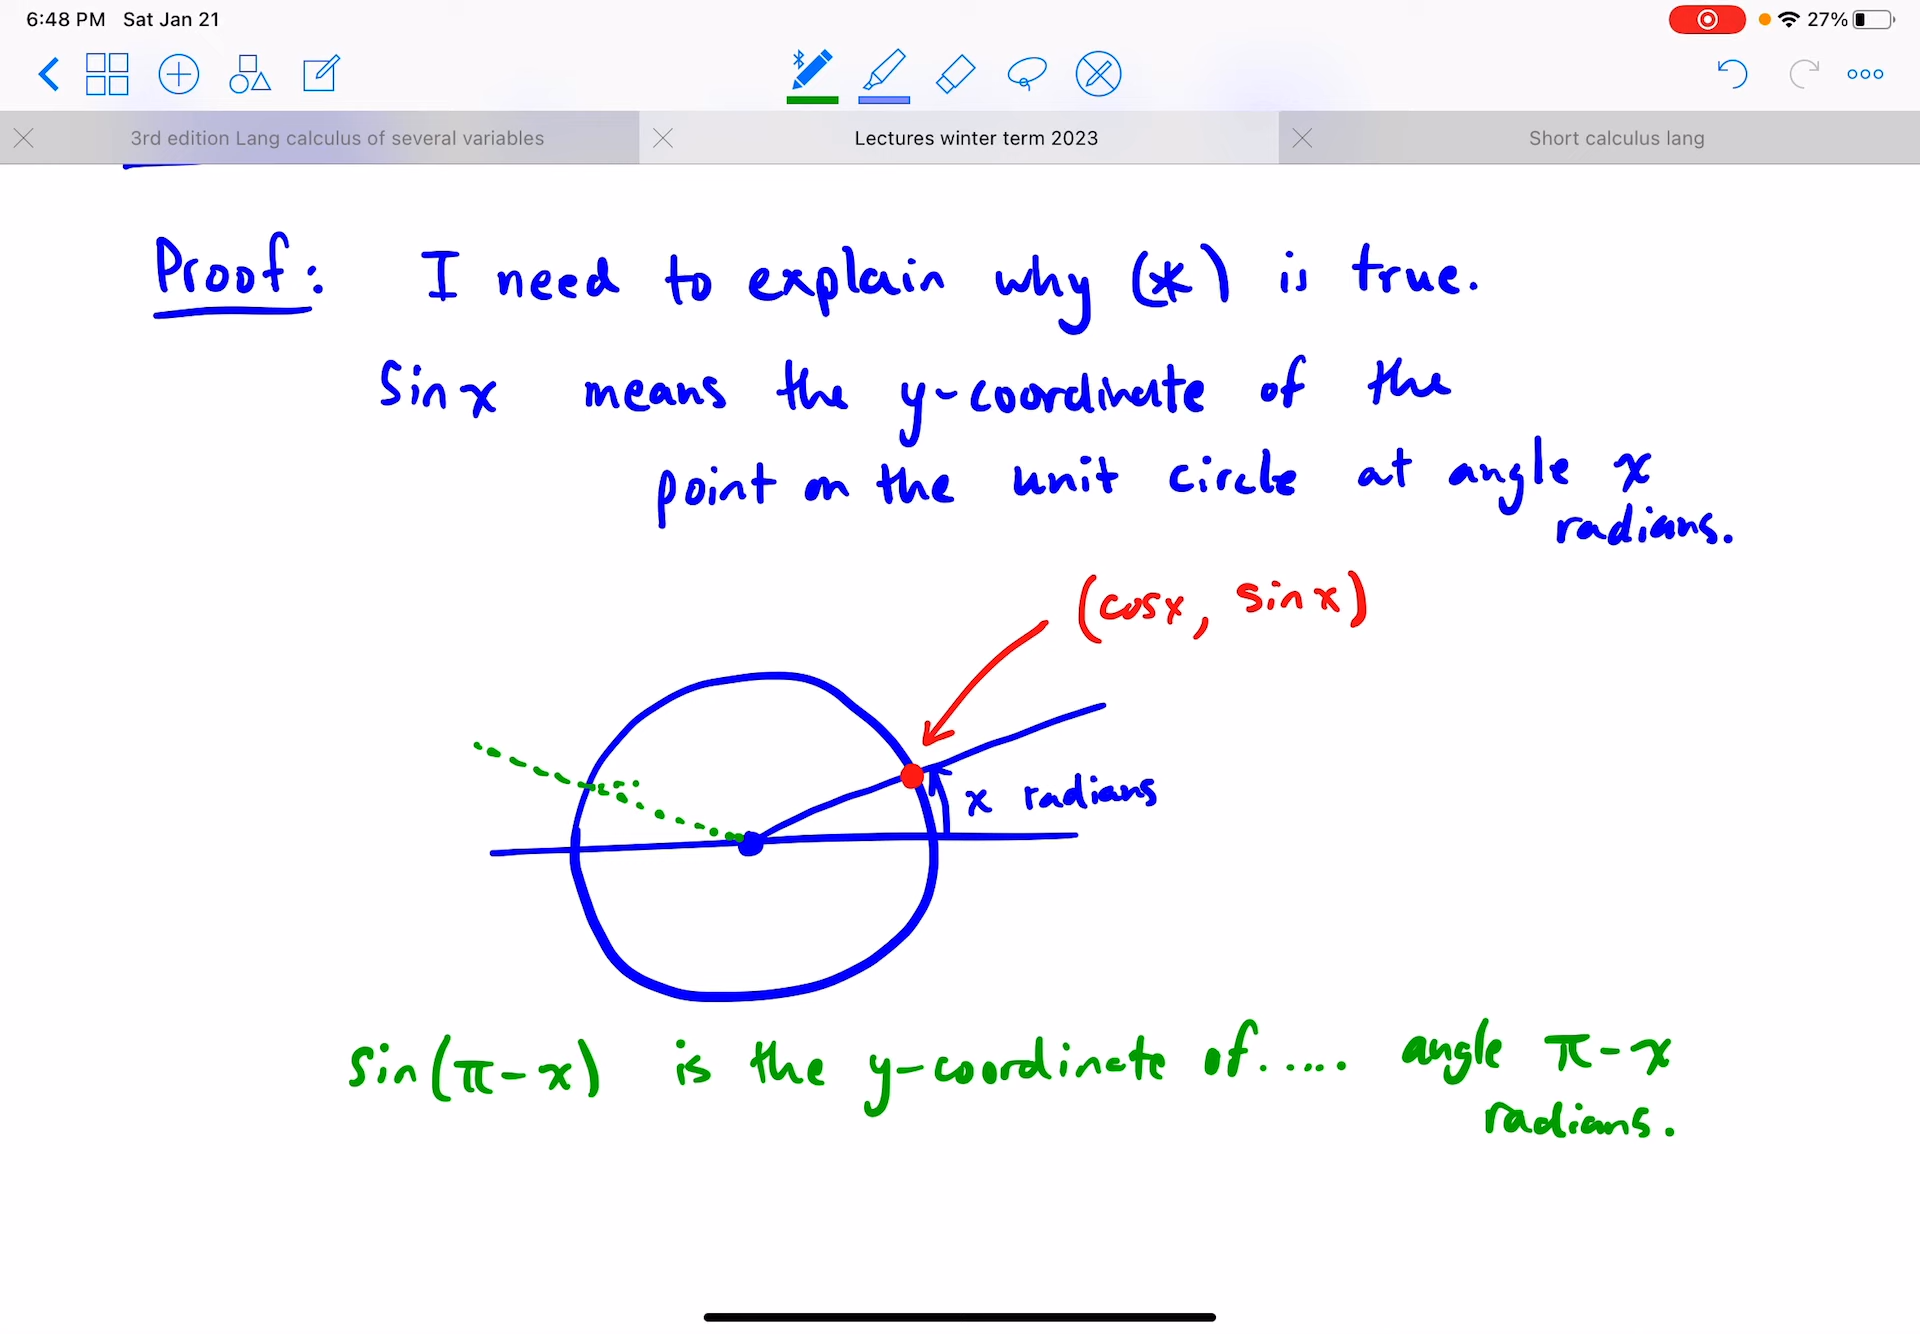 6:48 PM Sat Jan 21 27%
3rd edition Lang calculus of several variables Lectures winter term 2023 Short calculus lang
Proof: I need to explain why (*) is true.
Sin x means the y-coordinate of the
point on the unit circle at angle x
radians.
(cos x, sin x)
x radians
Sin(π-x) is the y-coordinate of..... angle π-x
radians.